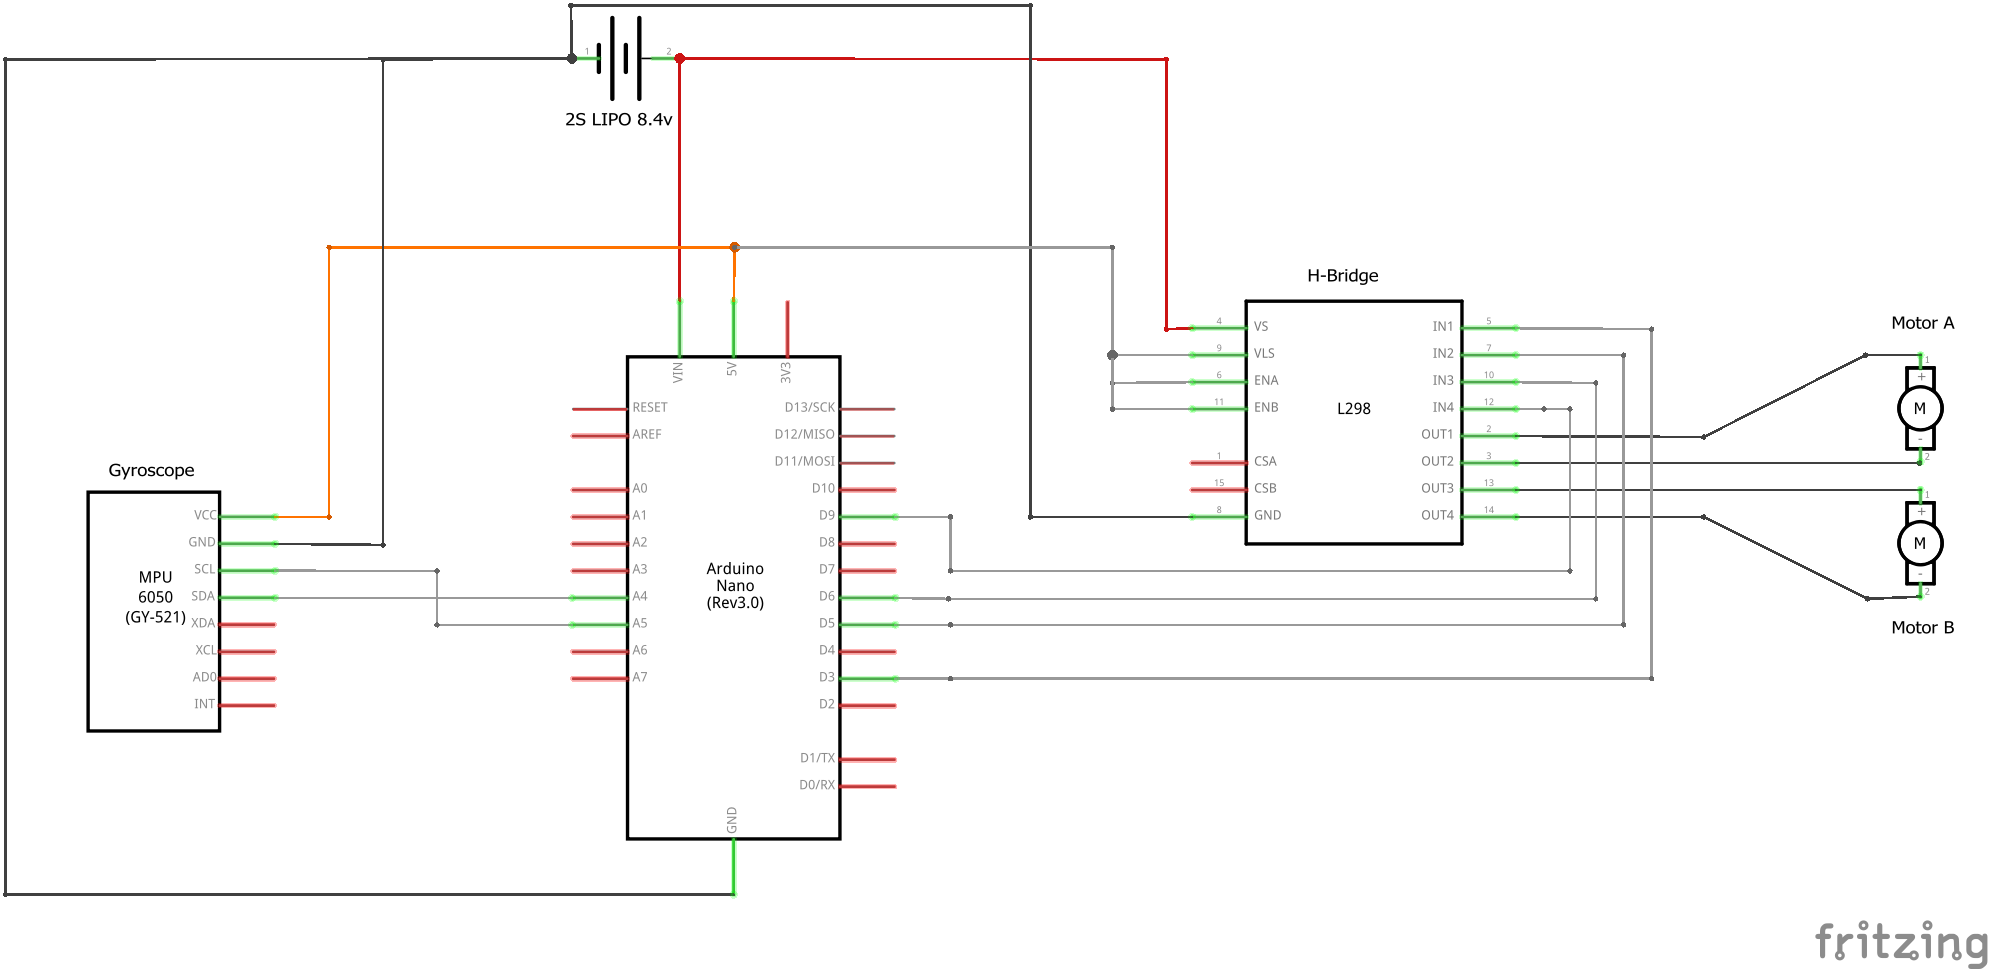 1
2
2S LIPO 8.4v
H-Bridge
Motor A
Gyroscope
VCC
GND
SCL
SDA
XDA
XCL
AD0
INT
MPU
6050
(GY-521)
VIN
5V
3V3
RESET
AREF
A0
A1
A2
A3
A4
A5
A6
A7
Arduino
Nano
(Rev3.0)
D13/SCK
D12/MISO
D11/MOSI
D10
D9
D8
D7
D6
D5
D4
D3
D2
D1/TX
D0/RX
GND
4 VS
9 VLS
6 ENA
11 ENB
1 CSA
15 CSB
8 GND
L298
IN1 5
IN2 7
IN3 10
IN4 12
OUT1 2
OUT2 3
OUT3 13
OUT4 14
1
+
M
-
2
1
+
M
-
2
Motor B
fritzing